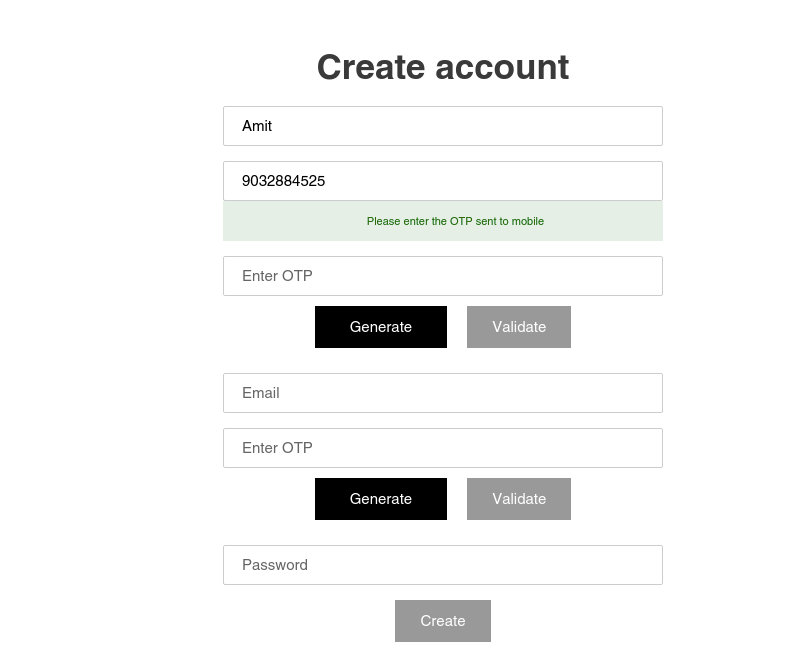 Create account
Amit
9032884525
Please enter the OTP sent to mobile
Enter OTP
Generate Validate
Email
Enter OTP
Generate Validate
Password
Create